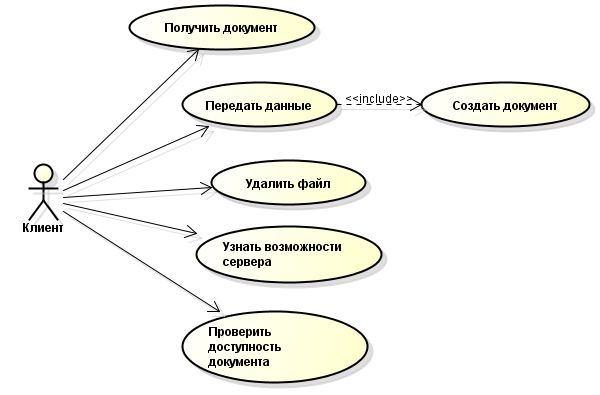 Получить документ
Передать данные
<<include>>
Создать документ
Удалить файл
Клиент
Узнать возможности
сервера
Проверить
доступность
документа